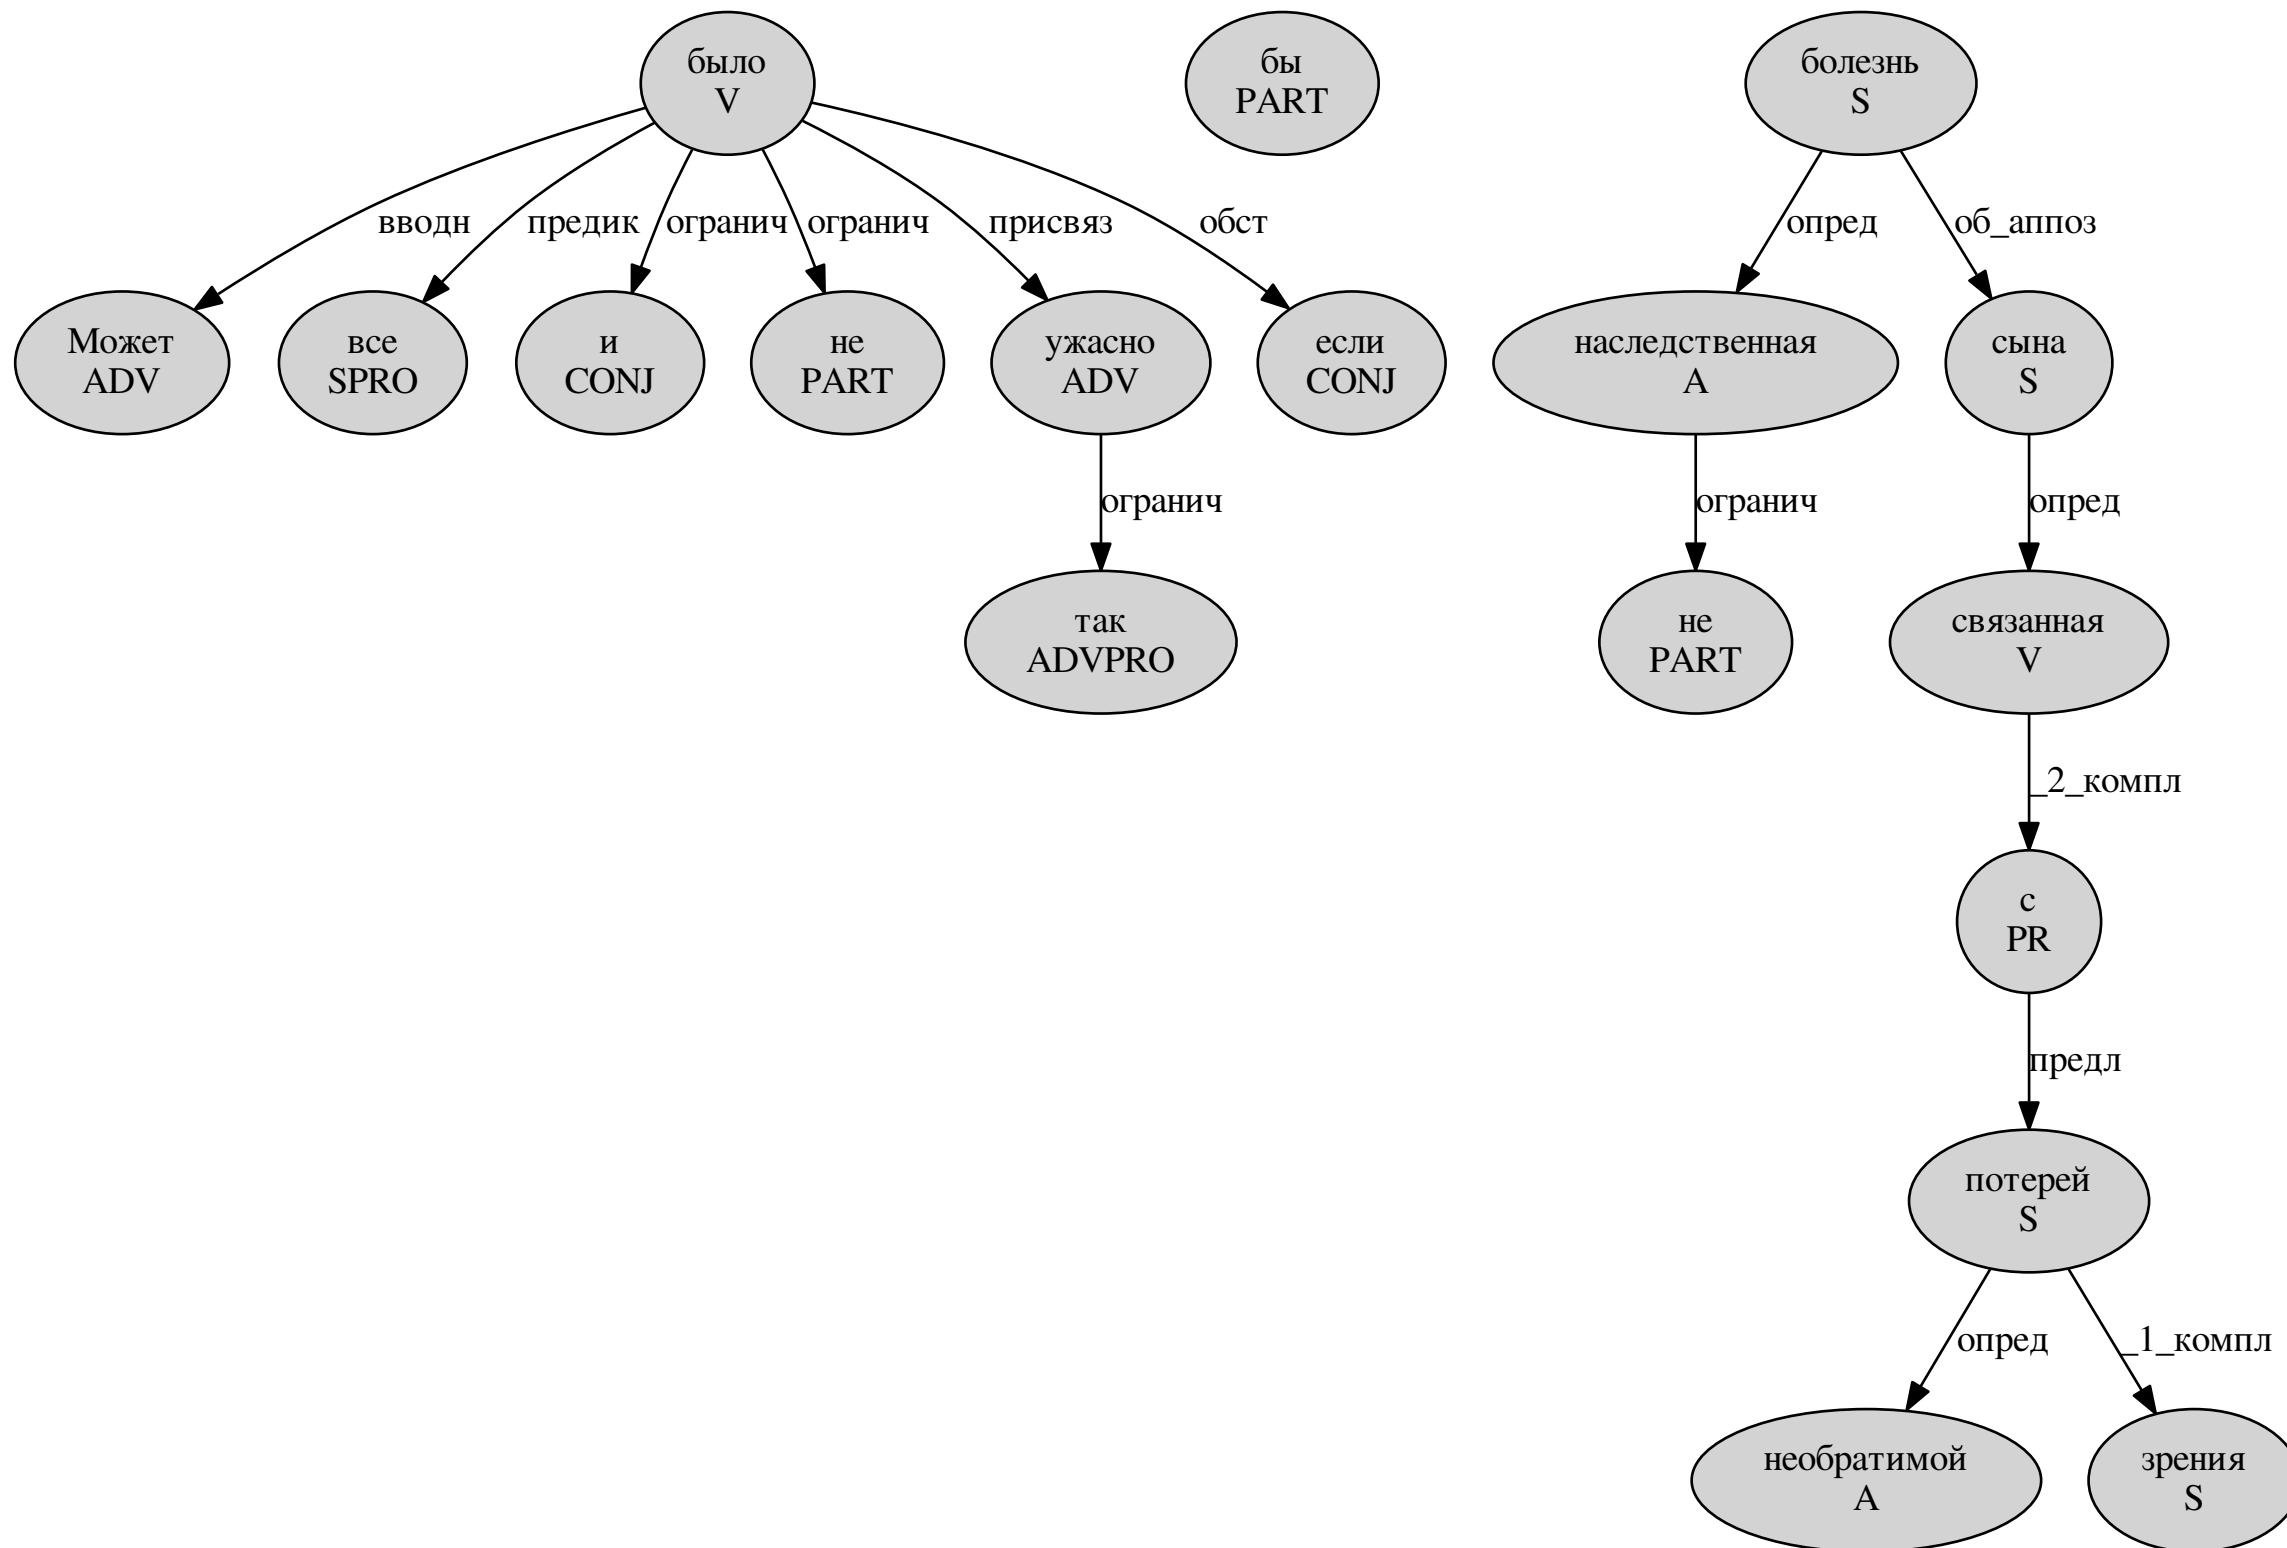 было
V
бы
PART
болезнь
S
вводн
предик
огранич
огранич
присвяз
обст
опред
об_аппоз
Может
ADV
все
SPRO
и
CONJ
не
PART
ужасно
ADV
если
CONJ
наследственная
A
сына
S
огранич
огранич
опред
так
ADVPRO
не
PART
связанная
V
_2_компл
с
PR
предл
потерей
S
опред
_1_компл
необратимой
A
зрения
S